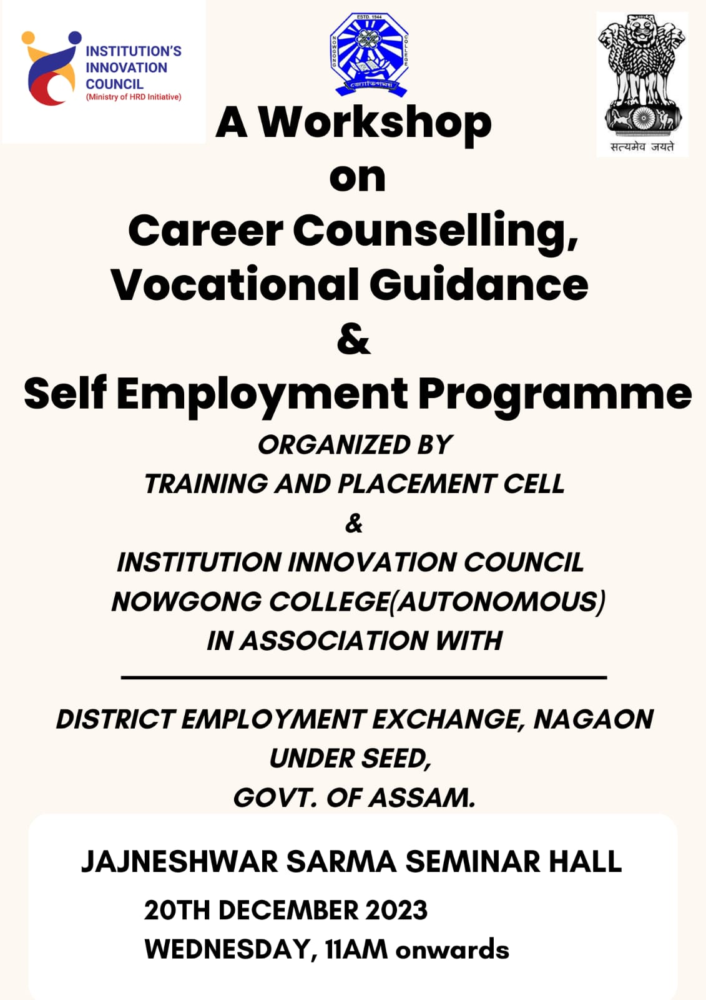 INSTITUTION'S
INNOVATION
COUNCIL
(Ministry of HRD Initiative)
ESTD. 1944
NOWGONG
COLLEGE
জ্যোতিৰ্গময়
सत्यमेव जयते
A Workshop
on
Career Counselling,
Vocational Guidance
&
Self Employment Programme
ORGANIZED BY
TRAINING AND PLACEMENT CELL
&
INSTITUTION INNOVATION COUNCIL
NOWGONG COLLEGE(AUTONOMOUS)
IN ASSOCIATION WITH
DISTRICT EMPLOYMENT EXCHANGE, NAGAON
UNDER SEED,
GOVT. OF ASSAM.
JAJNESHWAR SARMA SEMINAR HALL
20TH DECEMBER 2023
WEDNESDAY, 11AM onwards